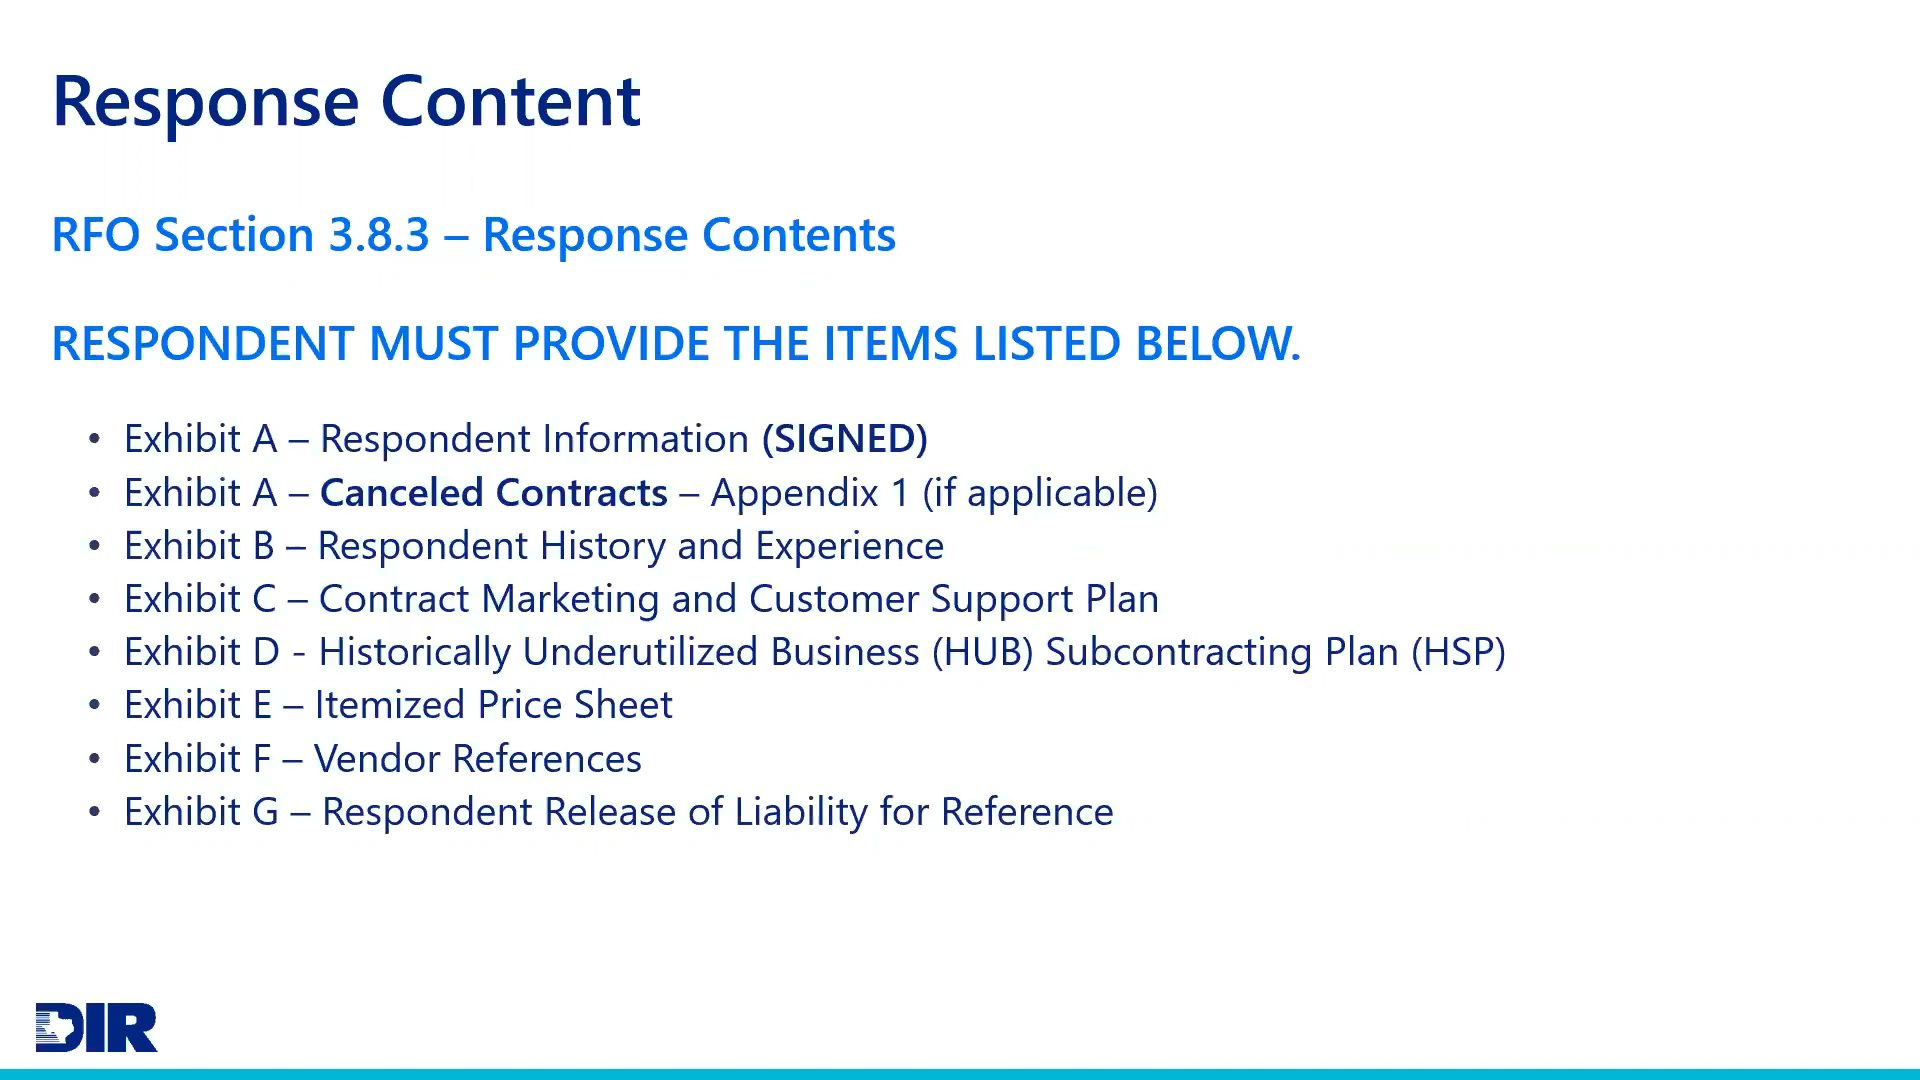 Response Content
RFO Section 3.8.3 – Response Contents
RESPONDENT MUST PROVIDE THE ITEMS LISTED BELOW.
• Exhibit A – Respondent Information (SIGNED)
• Exhibit A – Canceled Contracts – Appendix 1 (if applicable)
• Exhibit B – Respondent History and Experience
• Exhibit C – Contract Marketing and Customer Support Plan
• Exhibit D - Historically Underutilized Business (HUB) Subcontracting Plan (HSP)
• Exhibit E – Itemized Price Sheet
• Exhibit F – Vendor References
• Exhibit G – Respondent Release of Liability for Reference
DIR